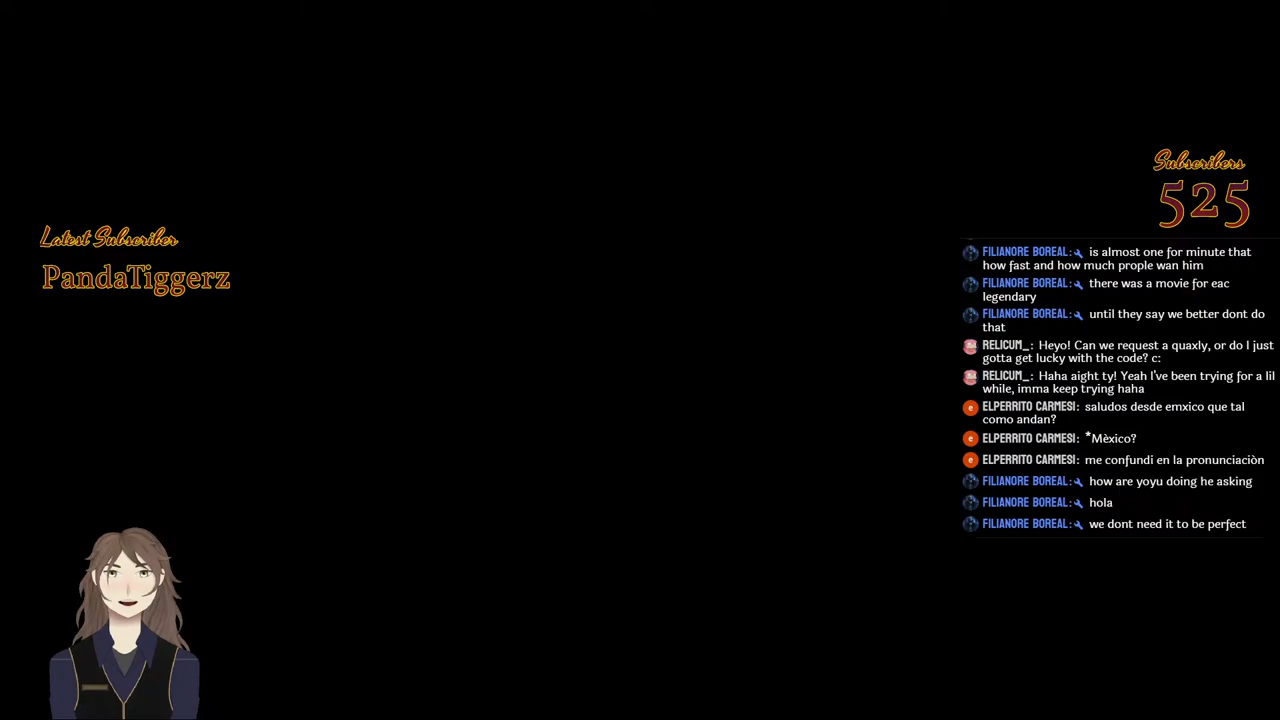 Subscribers
525
Latest Subscriber
PandaTiggerz
FILIANORE BOREAL: is almost one for minute that
how fast and how much prople wan him
FILIANORE BOREAL: there was a movie for eac
legendary
FILIANORE BOREAL: until they say we better dont do
that
RELICUM_: Heyo! Can we request a quaxly, or do I just
gotta get lucky with the code? c:
RELICUM_: Haha aight ty! Yeah I've been trying for a lil
while, imma keep trying haha
ELPERRITO CARMESI: saludos desde emxico que tal
como andan?
ELPERRITO CARMESI: *Mèxico?
ELPERRITO CARMESI: me confundi en la pronunciaciòn
FILIANORE BOREAL: how are yoyu doing he asking
FILIANORE BOREAL: hola
FILIANORE BOREAL: we dont need it to be perfect